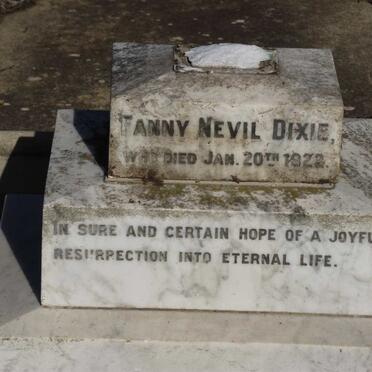 FANNY NEVIL DIXIE,
WHO DIED JAN. 20TH 1922.
IN SURE AND CERTAIN HOPE OF A JOYFU
RESURRECTION INTO ETERNAL LIFE.